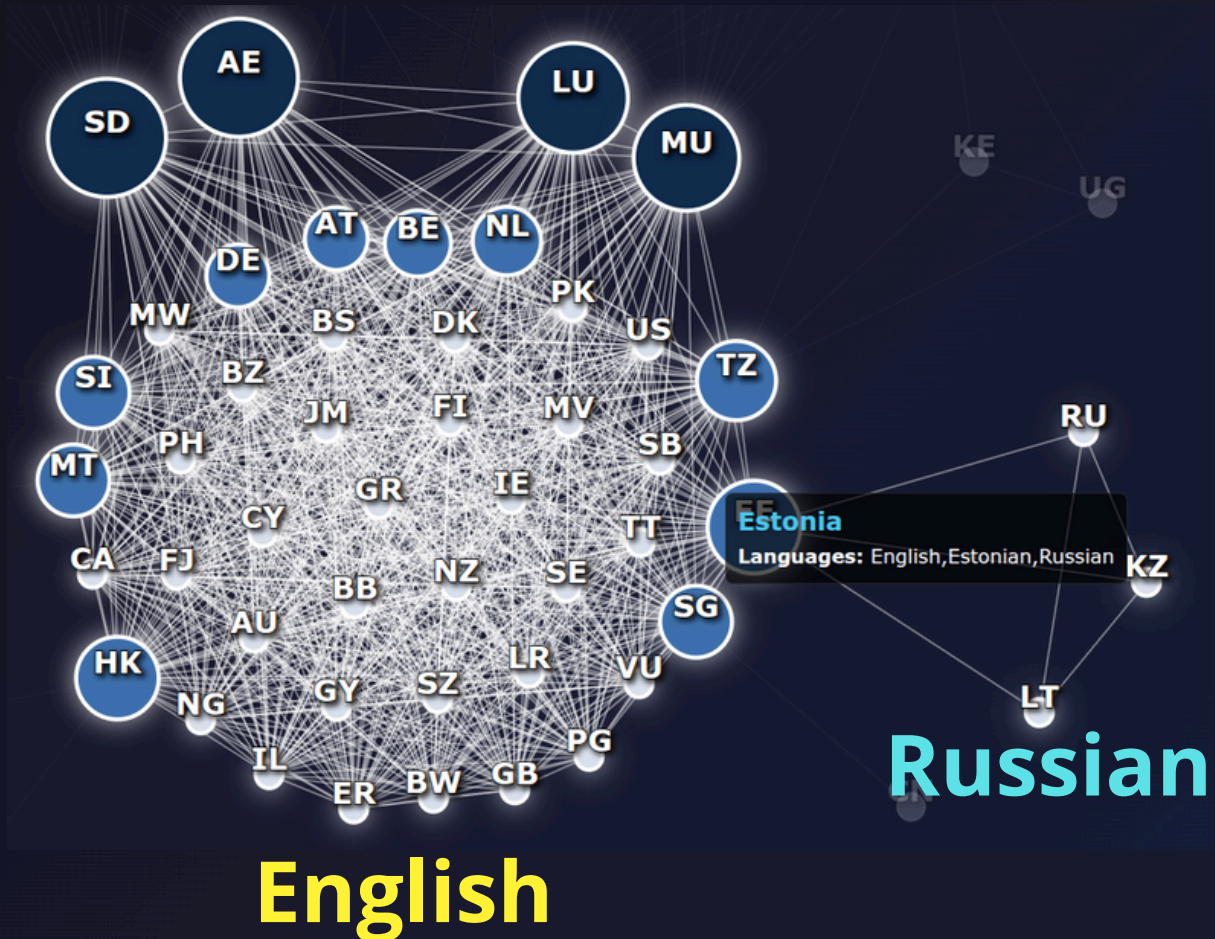 AE
LU
SD
MU
KE
UG
AT
BE
NL
DE
PK
MW
BS
DK
US
TZ
BZ
SI
JM
FI
MV
RU
PH
SB
MT
GR
IE
EE
CY
TT
Estonia
Languages: English,Estonian,Russian
CA
FJ
BB
NZ
SE
KZ
SG
AU
HK
LR
VU
GY
SZ
NG
LT
IL
PG
Russian
ER
BW
GB
CN
English